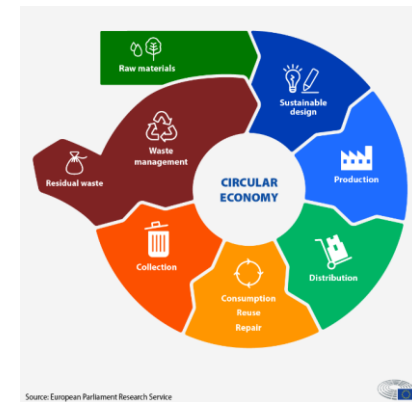 Raw materials
Sustainable
design
Production
Distribution
Consumption
Reuse
Repair
Collection
Waste
management
Residual waste
CIRCULAR
ECONOMY
Source: European Parliament Research Service